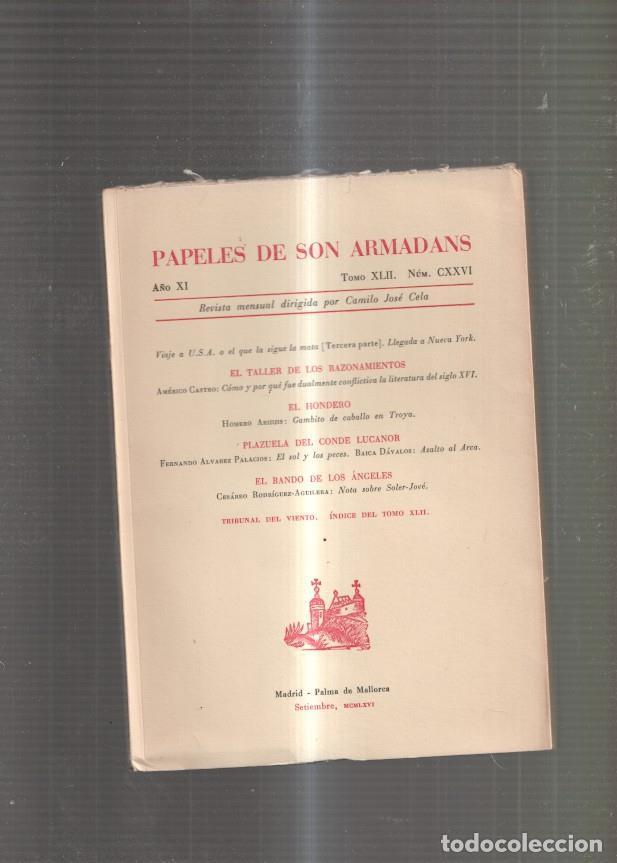 PAPELES DE SON ARMADANS
AÑO XI TOMO XLII. NÚM. CXXVI
Revista mensual dirigida por Camilo José Cela
Viaje a U.S.A. o el que la sigue la mata [Tercera parte]. Llegada a Nueva York.
EL TALLER DE LOS RAZONAMIENTOS
AMÉRICO CASTRO: Cómo y por qué fue dualmente conflictiva la literatura del siglo XVI.
EL HONDERO
HOMERO ARIDJIS: Gambito de caballo en Troya.
PLAZUELA DEL CONDE LUCANOR
FERNANDO ALVAREZ PALACIOS: El sol y los peces. BAICA DÁVALOS: Asalto al Arca.
EL BANDO DE LOS ÁNGELES
CESÁREO RODRÍGUEZ-AGUILERA: Nota sobre Soler-Jové.
TRIBUNAL DEL VIENTO. ÍNDICE DEL TOMO XLII.
Madrid - Palma de Mallorca
Setiembre, MCMLXVI
todocoleccion